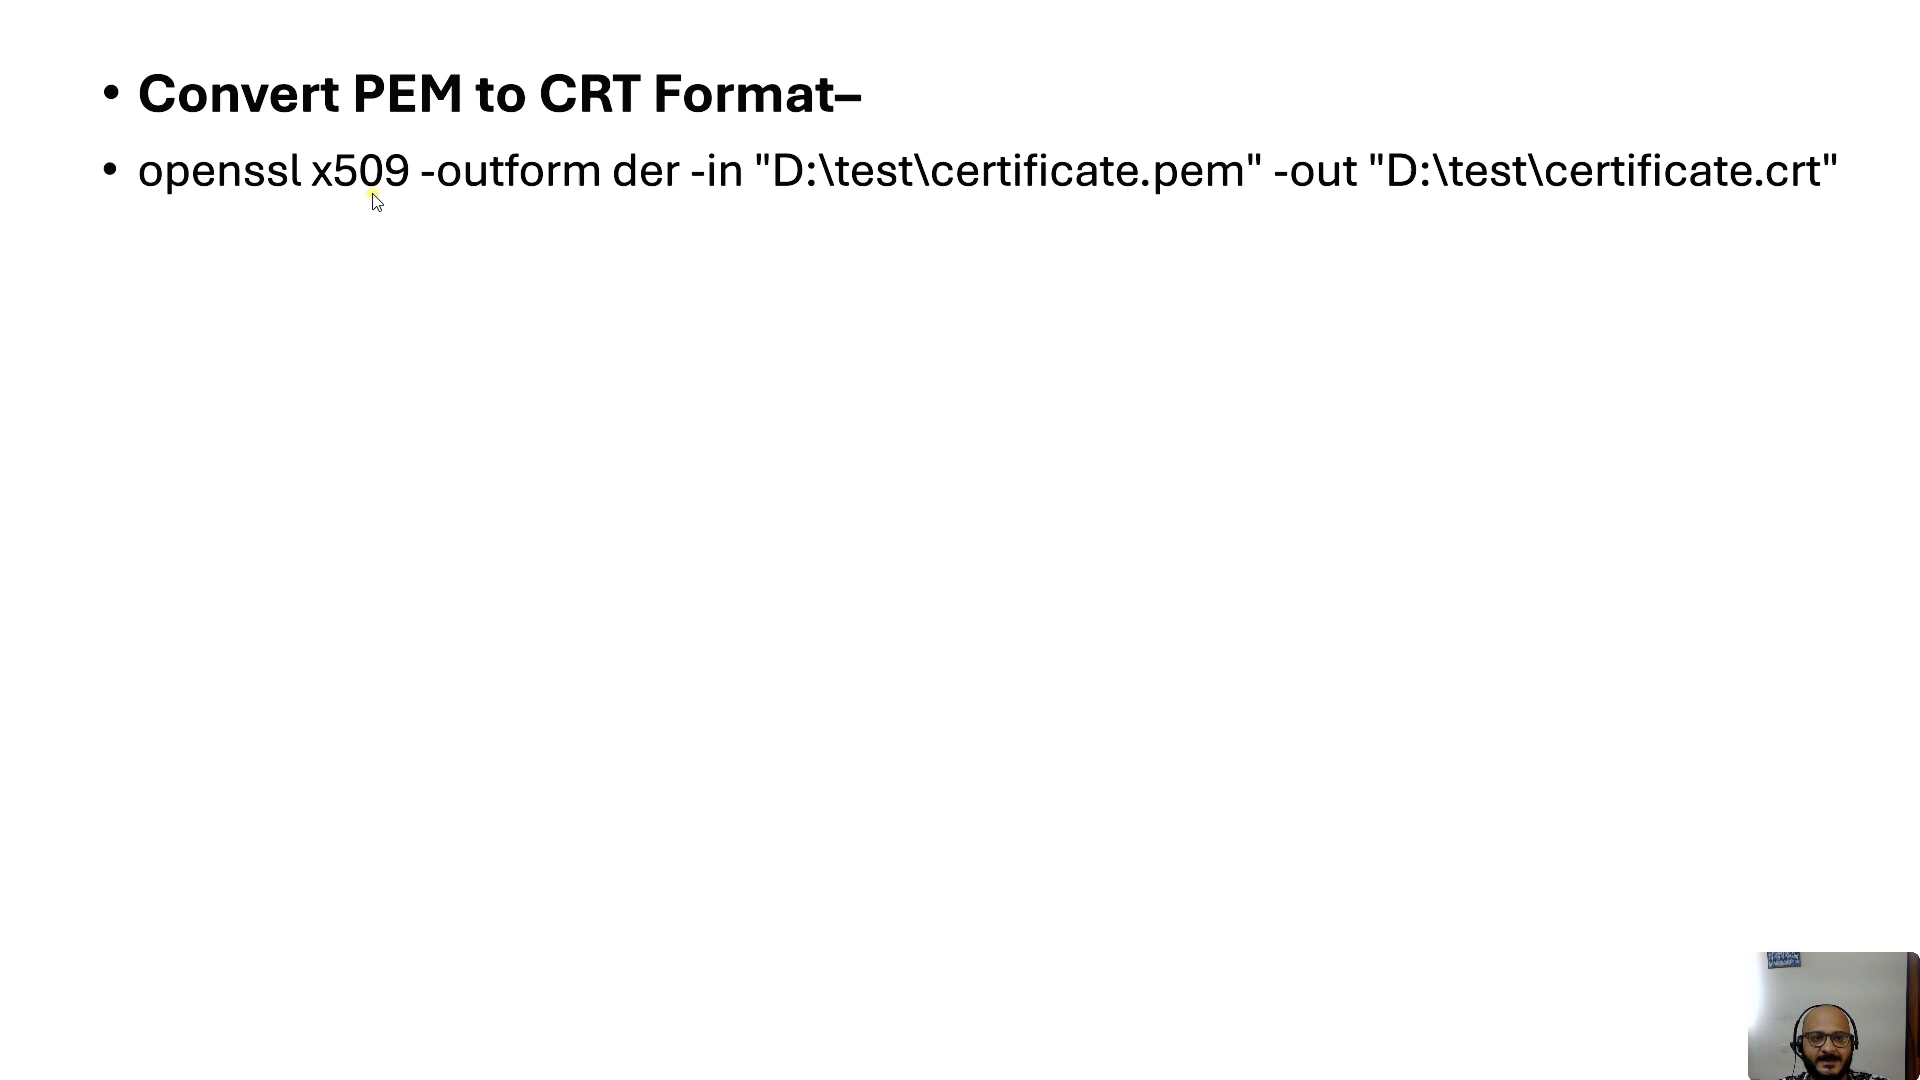 • Convert PEM to CRT Format–
• openssl x509 -outform der -in "D:\test\certificate.pem" -out "D:\test\certificate.crt"